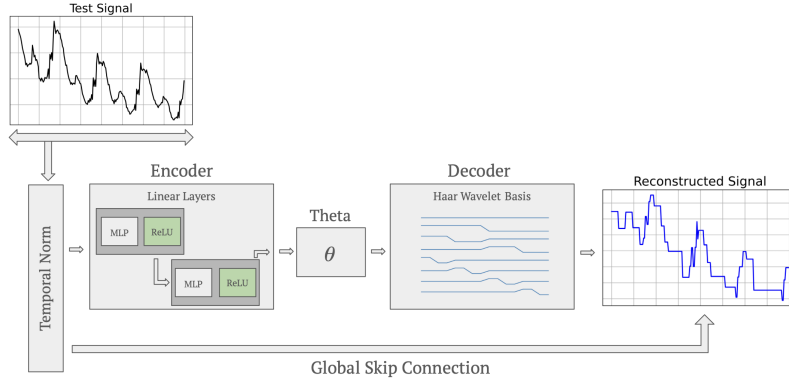 Test Signal
Encoder
Decoder
Linear Layers
Haar Wavelet Basis
Reconstructed Signal
Theta
MLP
ReLU
θ
MLP
ReLU
Temporal Norm
Global Skip Connection